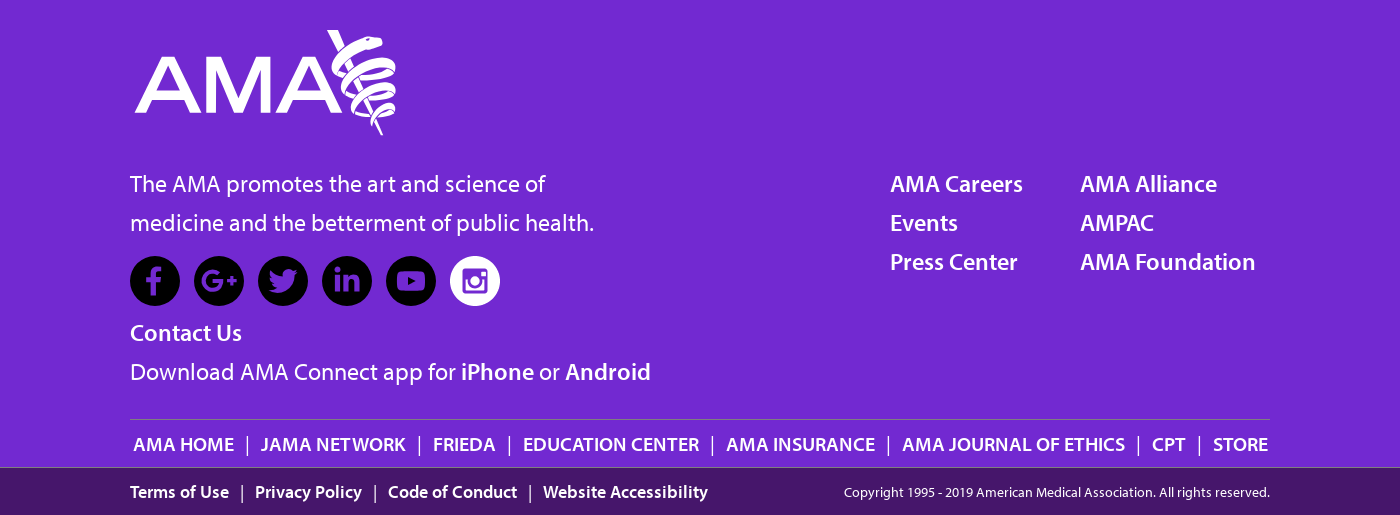 AMA
The AMA promotes the art and science of
medicine and the betterment of public health.
AMA Careers
Events
Press Center
AMA Alliance
AMPAC
AMA Foundation
Contact Us
Download AMA Connect app for iPhone or Android
AMA HOME | JAMA NETWORK | FRIEDA | EDUCATION CENTER | AMA INSURANCE | AMA JOURNAL OF ETHICS | CPT | STORE
Terms of Use | Privacy Policy | Code of Conduct | Website Accessibility
Copyright 1995 - 2019 American Medical Association. All rights reserved.